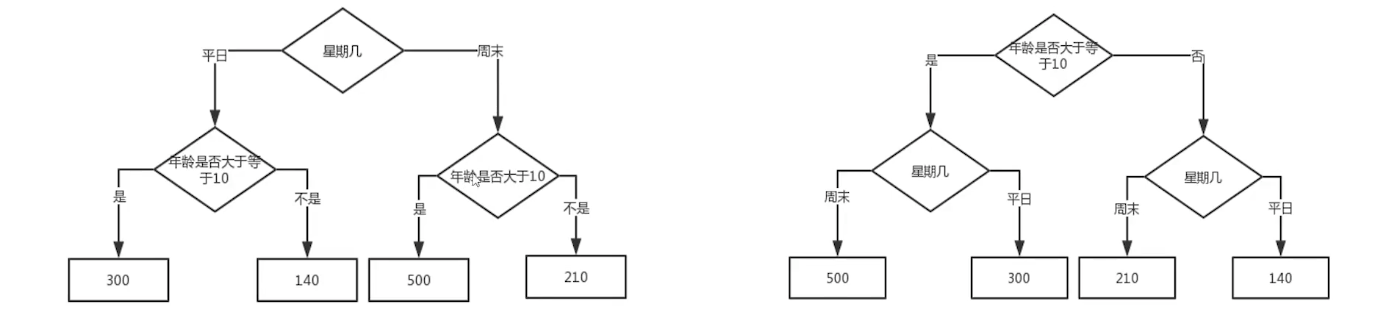 星期几
平日
周末
年龄是否大于等
于10
年龄是否大于10
是
不是
是
不是
300
140
500
210
年龄是否大于等
于10
是
否
星期几
星期几
周末
平日
周末
平日
500
300
210
140